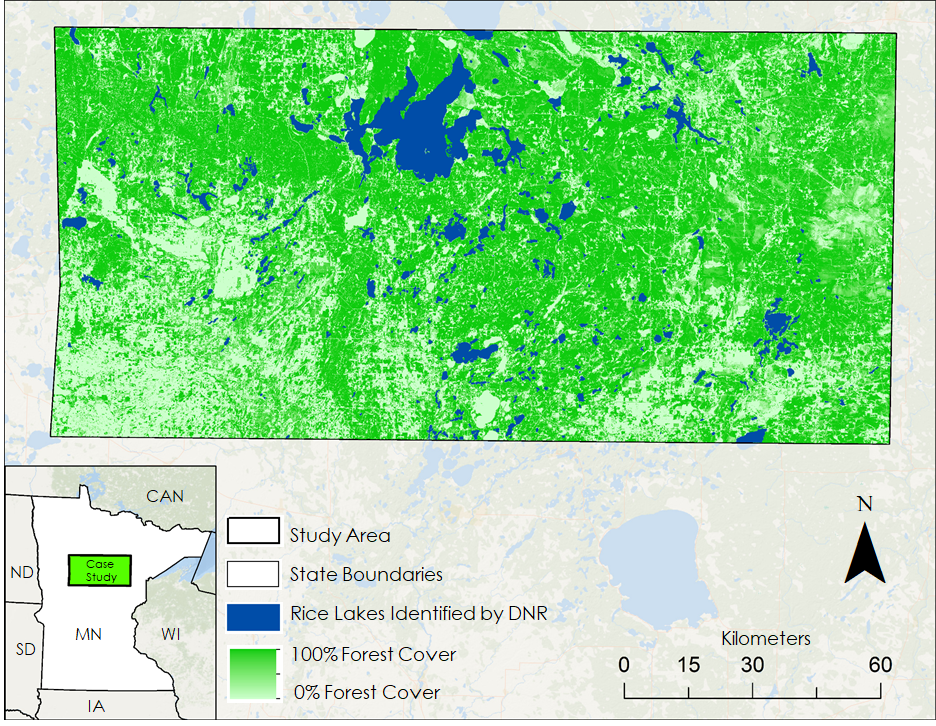 CAN
ND
Case
Study
MN
WI
SD
IA
Study Area
State Boundaries
Rice Lakes Identified by DNR
100% Forest Cover
0% Forest Cover
N
Kilometers
0 15 30 60